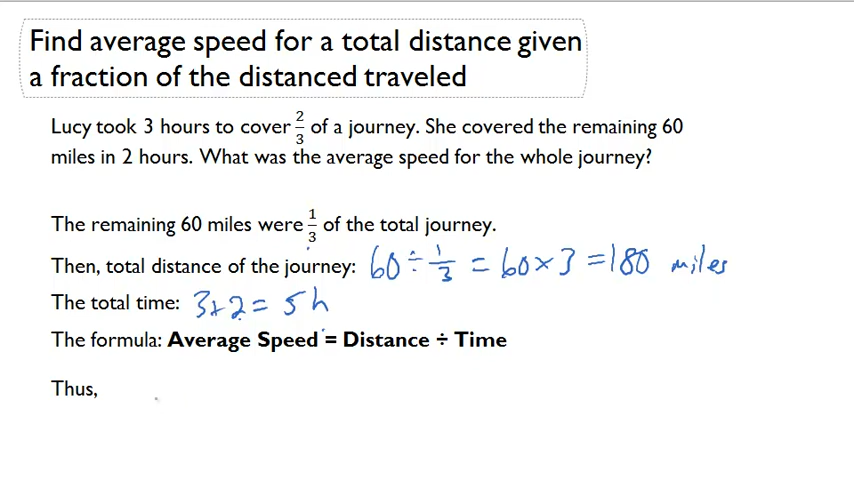 Find average speed for a total distance given
a fraction of the distanced traveled
Lucy took 3 hours to cover 2/3 of a journey. She covered the remaining 60
miles in 2 hours. What was the average speed for the whole journey?
The remaining 60 miles were 1/3 of the total journey.
Then, total distance of the journey: 60 ÷ 1/3 = 60 × 3 = 180 miles
The total time: 3 + 2 = 5 h
The formula: Average Speed = Distance ÷ Time
Thus,